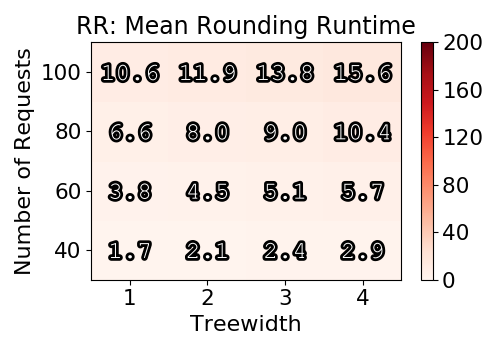 RR: Mean Rounding Runtime
Number of Requests
100 10.6 11.9 13.8 15.6
80 6.6 8.0 9.0 10.4
60 3.8 4.5 5.1 5.7
40 1.7 2.1 2.4 2.9
1 2 3 4
Treewidth
200
160
120
80
40
0